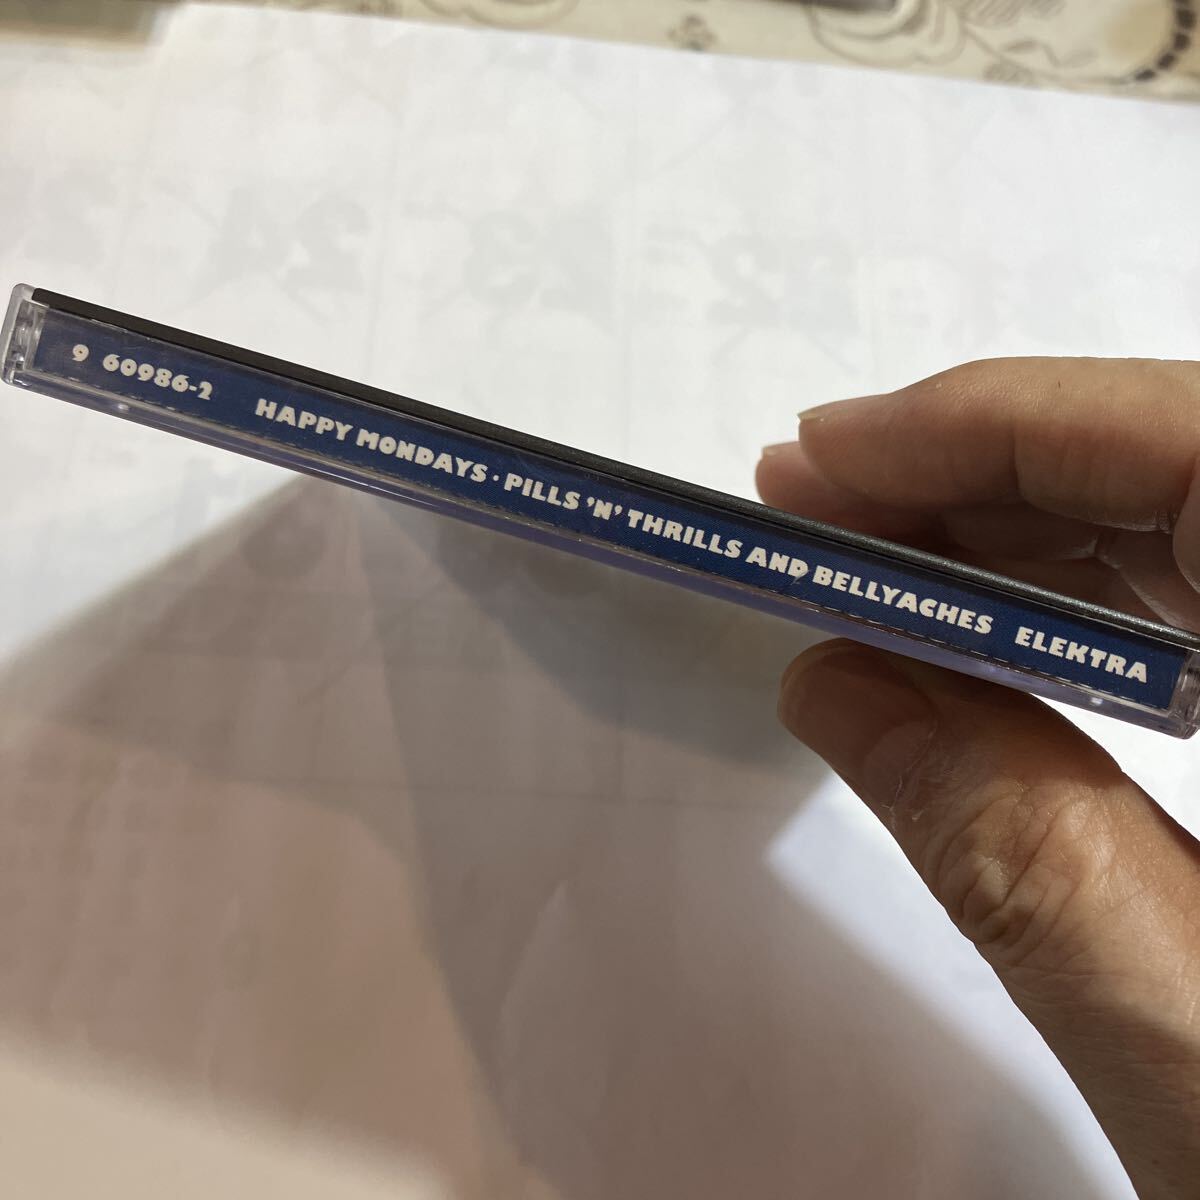 9 60986-2 HAPPY MONDAYS · PILLS 'N' THRILLS AND BELLYACHES ELEKTRA